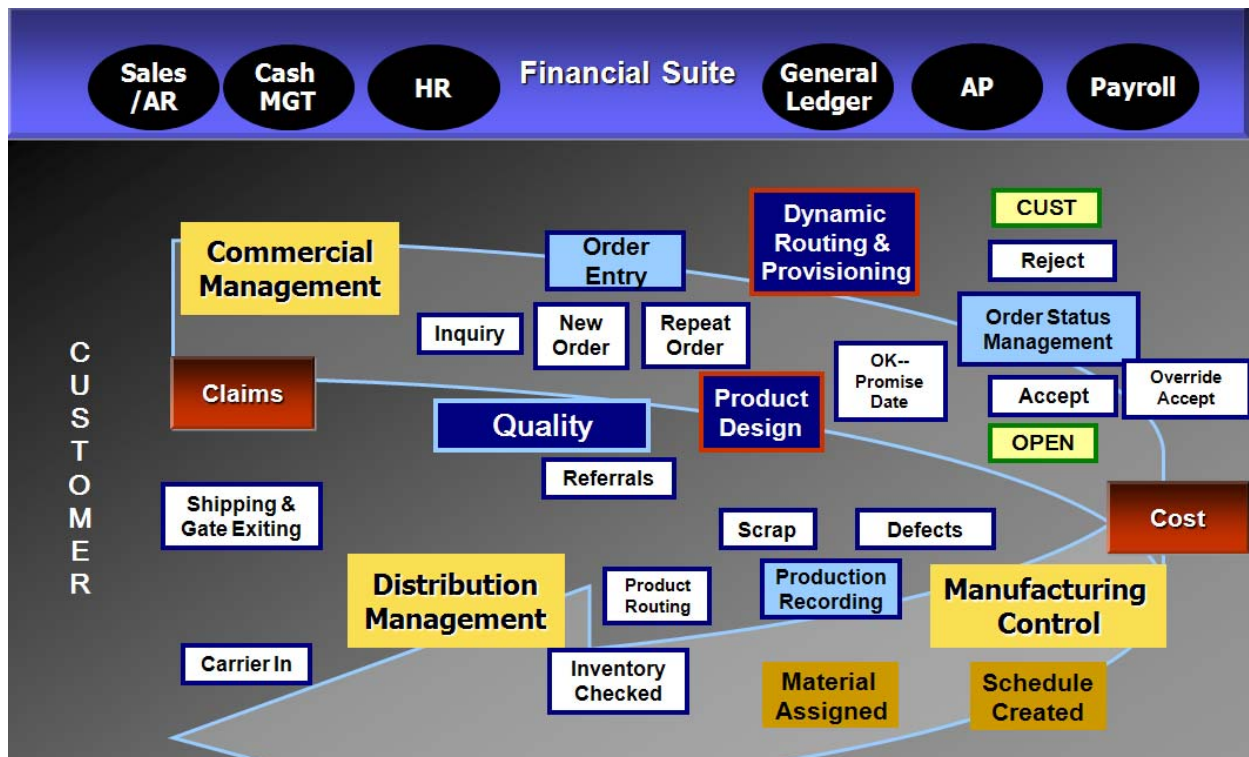 Sales
/AR
Cash
MGT
HR
Financial Suite
General
Ledger
AP
Payroll
CUSTOMER
Commercial
Management
Order
Entry
Dynamic
Routing &
Provisioning
CUST
Reject
Inquiry
New
Order
Repeat
Order
Order Status
Management
OK--
Promise
Date
Claims
Quality
Product
Design
Accept
Override
Accept
OPEN
Referrals
Shipping &
Gate Exiting
Scrap
Defects
Cost
Distribution
Management
Product
Routing
Production
Recording
Manufacturing
Control
Carrier In
Inventory
Checked
Material
Assigned
Schedule
Created